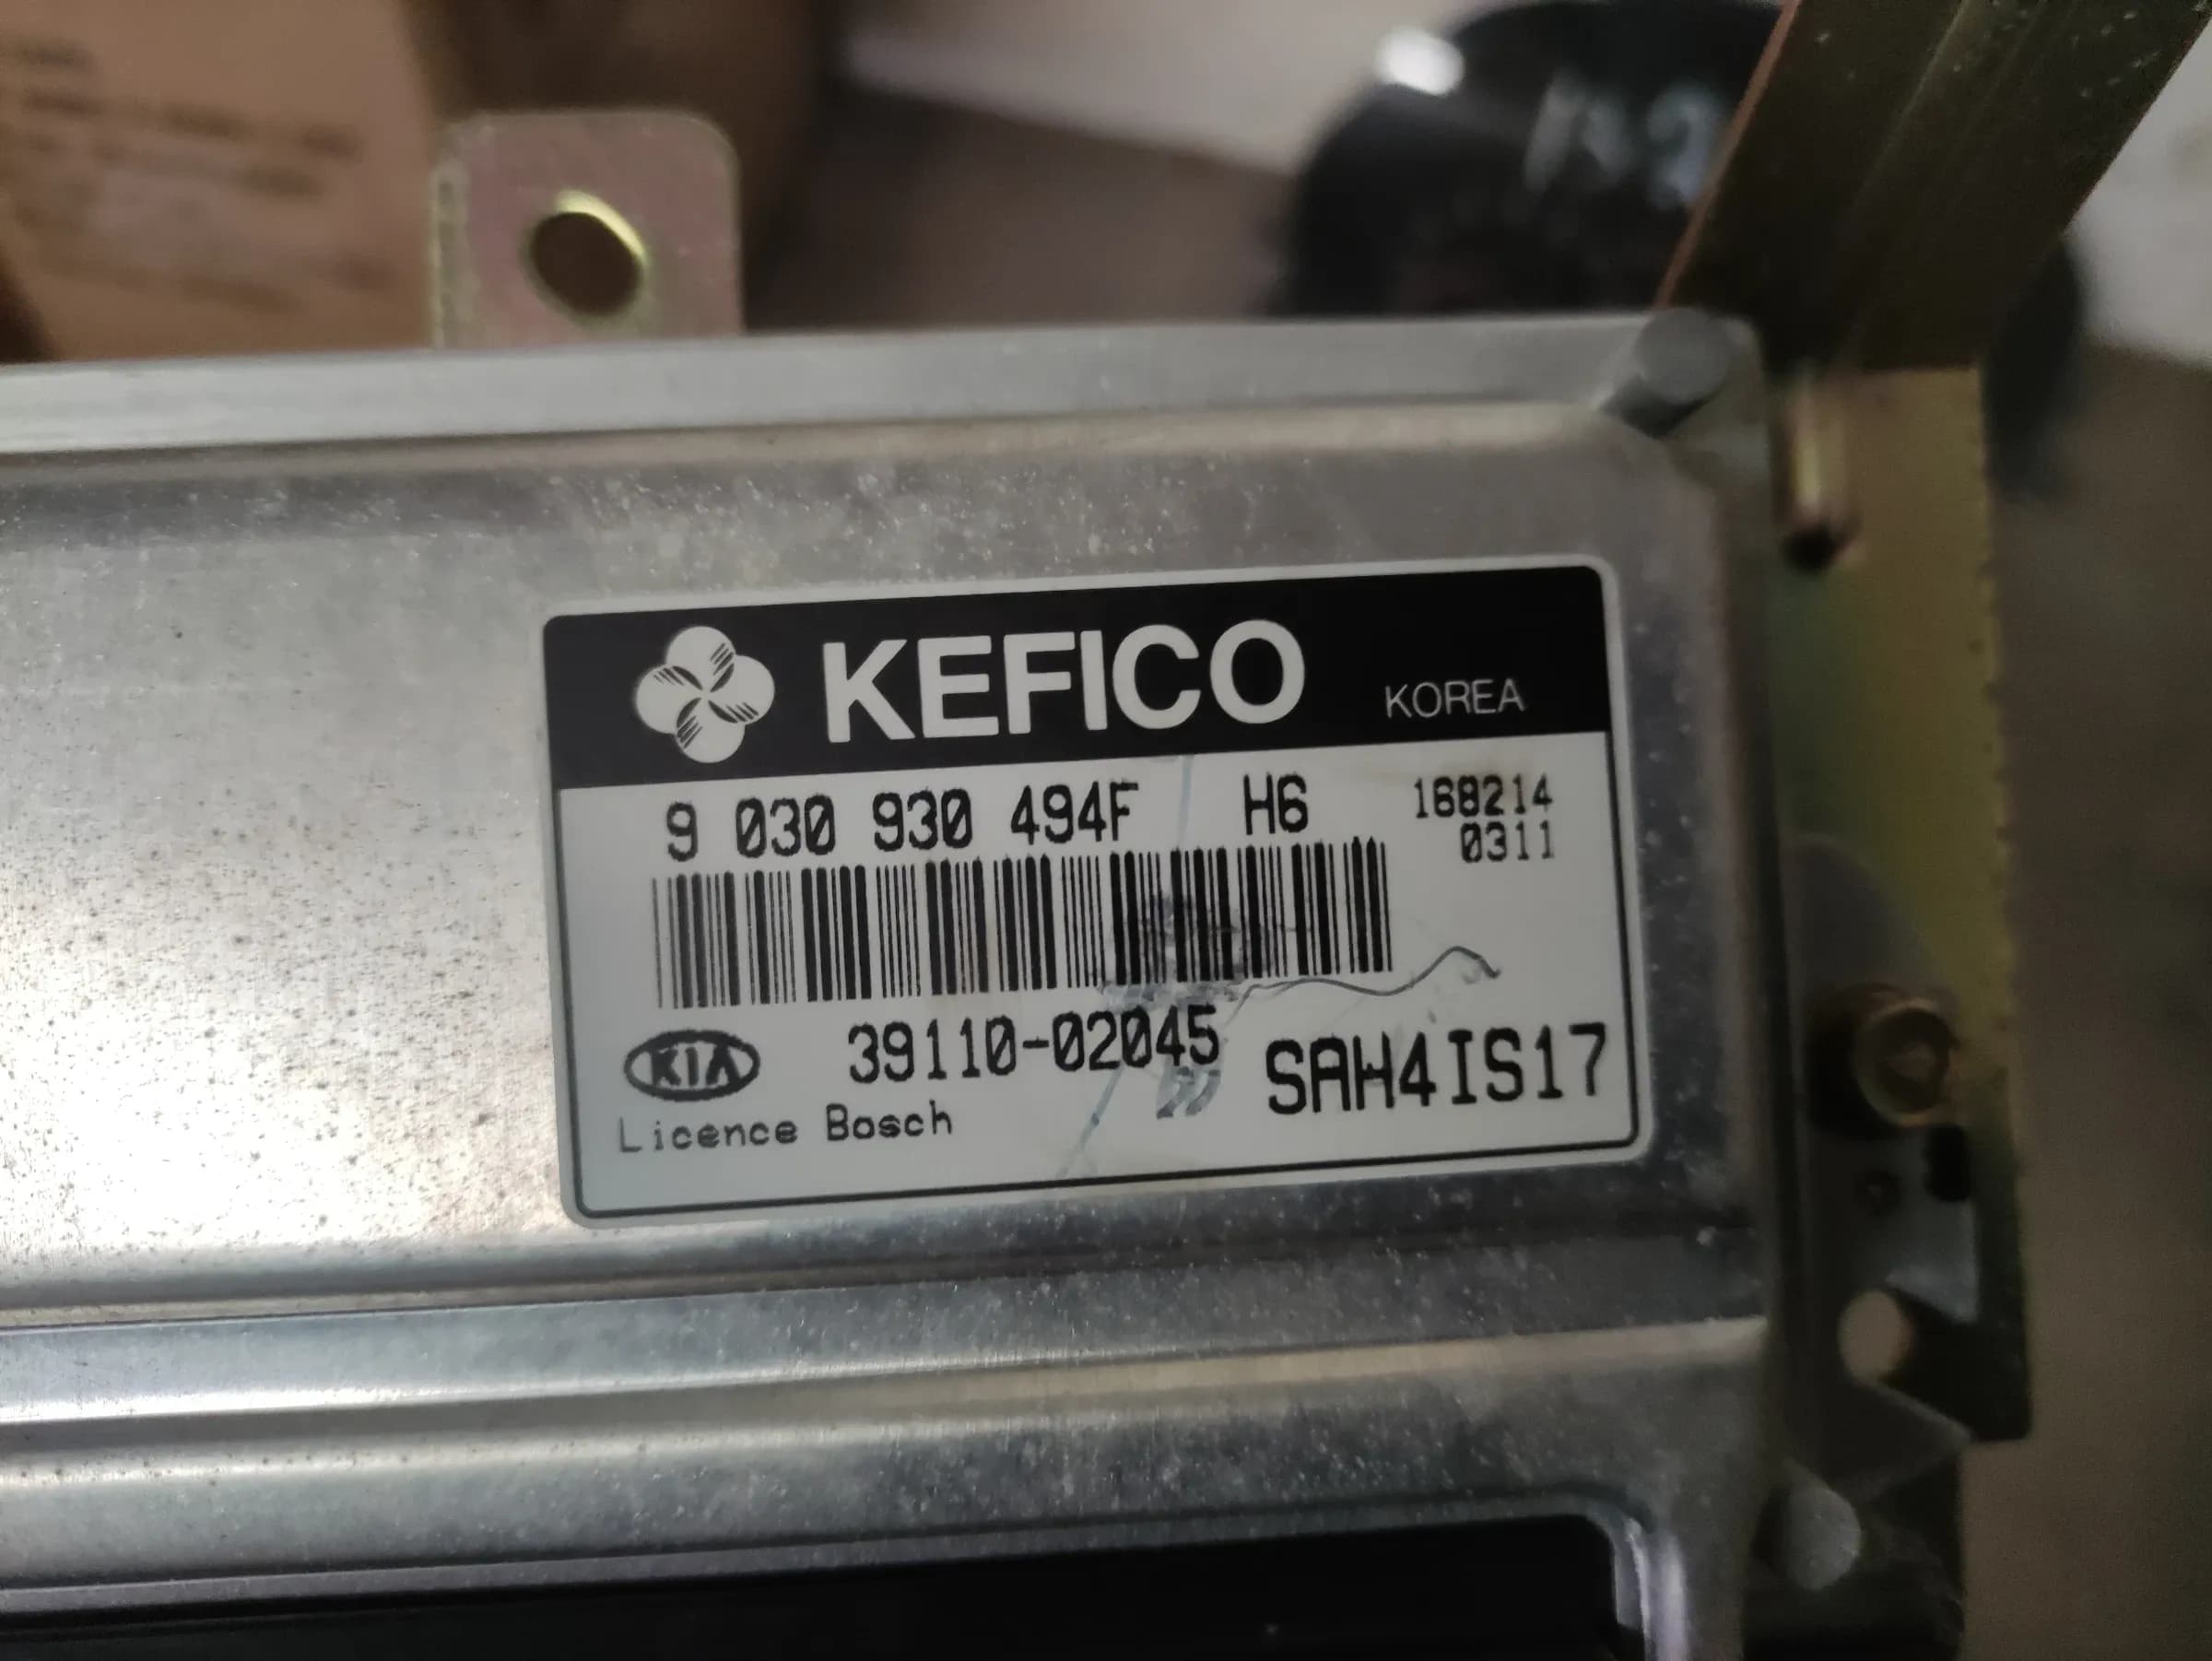 KEFICO KOREA
9 030 930 494F H6 168214
0311
KIA 39110-02045 SAH4IS17
Licence Bosch